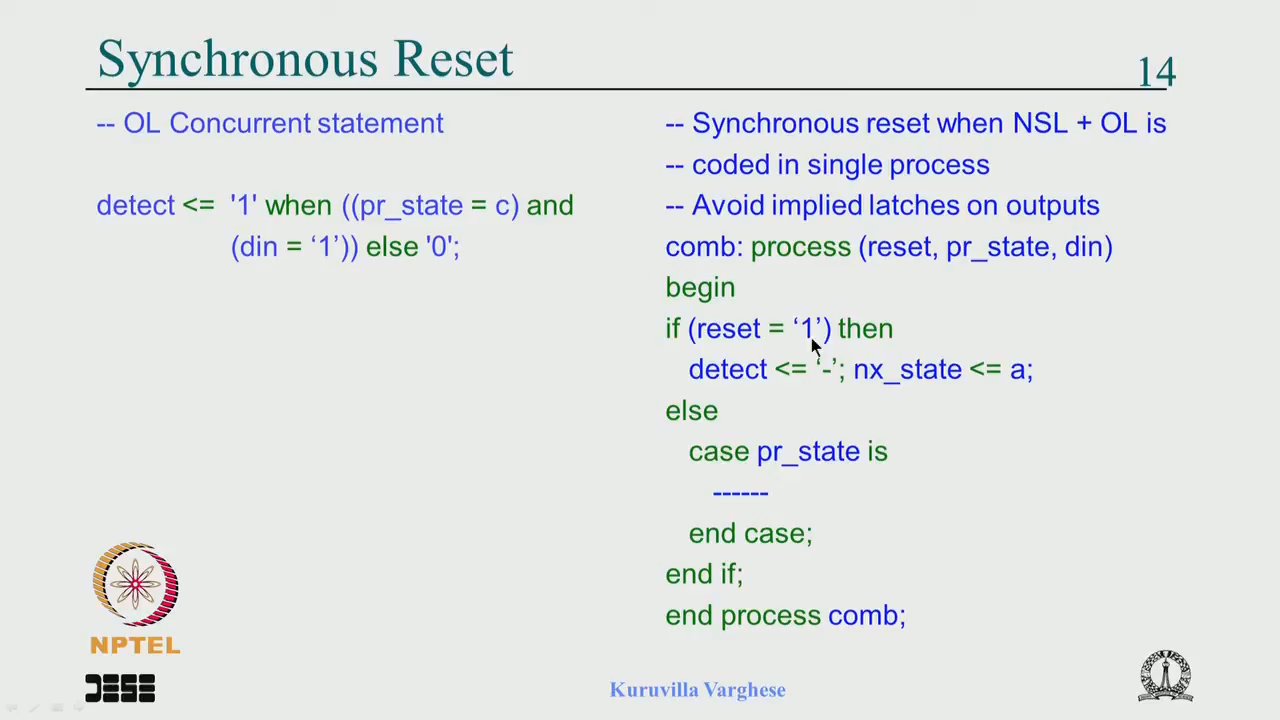 Synchronous Reset
14
-- OL Concurrent statement
detect <= '1' when ((pr_state = c) and
(din = ‘1’)) else '0';
-- Synchronous reset when NSL + OL is
-- coded in single process
-- Avoid implied latches on outputs
comb: process (reset, pr_state, din)
begin
if (reset = ‘1’) then
detect <= ‘-’; nx_state <= a;
else
case pr_state is
------
end case;
end if;
end process comb;
NPTEL
Kuruvilla Varghese